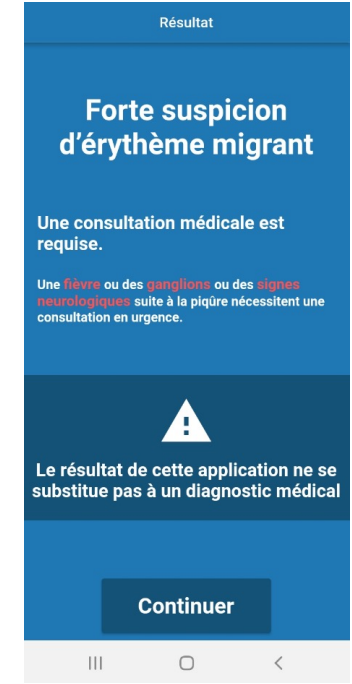 Résultat
Forte suspicion
d'érythème migrant
Une consultation médicale est
requise.
Une fièvre ou des ganglions ou des signes
neurologiques suite à la piqûre nécessitent une
consultation en urgence.
Le résultat de cette application ne se
substitue pas à un diagnostic médical
Continuer